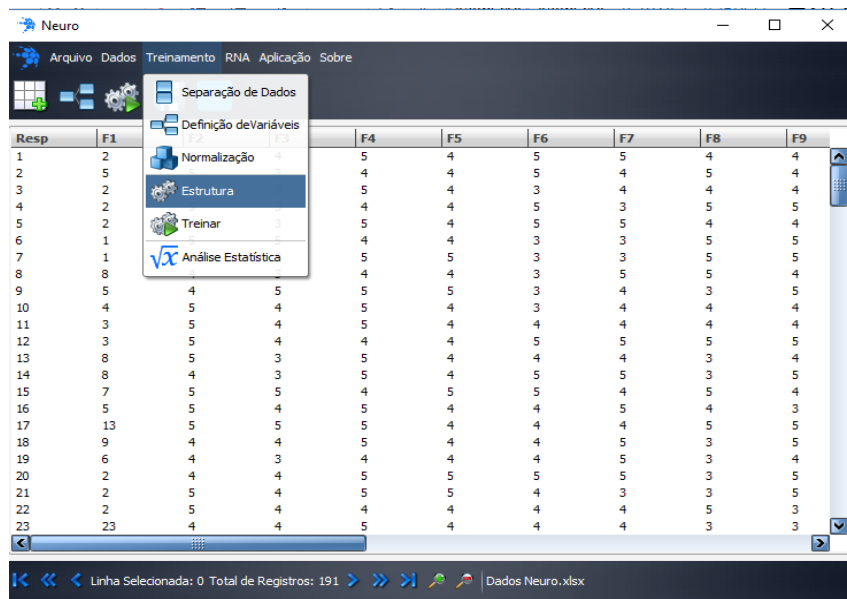 Neuro
Arquivo Dados Treinamento RNA Aplicação Sobre
Separação de Dados
Definição deVariáveis
Normalização
Estrutura
Treinar
Análise Estatística
Resp F1 F2 F3 F4 F5 F6 F7 F8 F9
1 2 4 5 4 5 5 4 4
2 5 3 4 4 5 4 5 4
3 2 5 4 3 4 4 4
4 2 4 4 5 3 5 5
5 2 3 5 4 5 5 4 4
6 1 4 4 3 3 5 5
7 1 5 5 3 3 5 5
8 8 4 4 3 5 5 4
9 5 4 5 5 5 3 4 3 5
10 4 5 4 5 4 3 4 4 4
11 3 5 4 5 4 4 4 4 4
12 3 5 4 4 4 5 5 5 5
13 8 5 3 5 4 4 4 3 4
14 8 4 3 5 4 5 5 3 5
15 7 5 5 4 5 5 4 5 4
16 5 5 4 5 4 4 5 4 3
17 13 5 5 5 4 4 4 5 5
18 9 4 4 5 4 4 5 3 5
19 6 4 3 4 4 4 5 3 4
20 2 4 4 5 5 5 5 3 5
21 2 5 4 5 5 4 3 3 5
22 2 5 4 4 4 4 4 5 3
23 23 4 4 5 4 4 4 3 3
Linha Selecionada: 0 Total de Registros: 191 Dados Neuro.xlsx